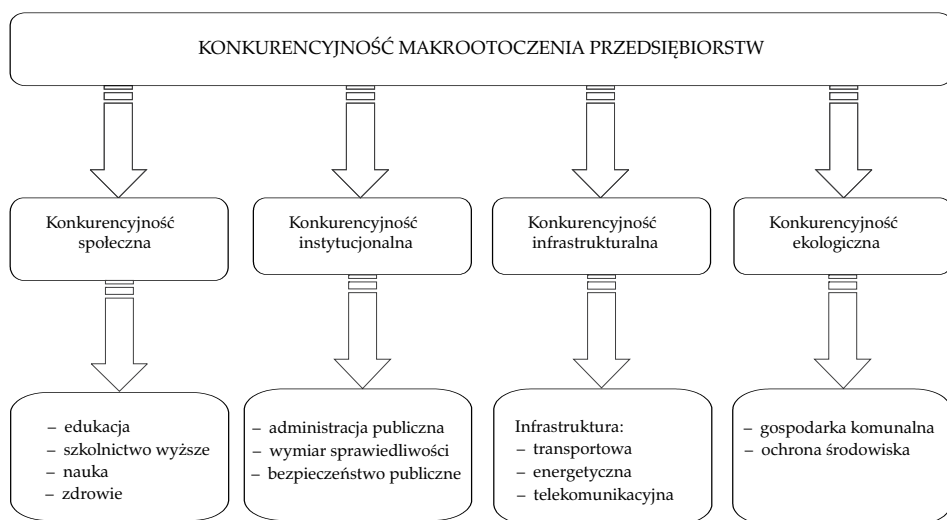 KONKURENCYJNOŚĆ MAKROOTOCZENIA PRZEDSIĘBIORSTW
Konkurencyjność
społeczna
Konkurencyjność
instytucjonalna
Konkurencyjność
infrastrukturalna
Konkurencyjność
ekologiczna
– edukacja
– szkolnictwo wyższe
– nauka
– zdrowie
– administracja publiczna
– wymiar sprawiedliwości
– bezpieczeństwo publiczne
Infrastruktura:
– transportowa
– energetyczna
– telekomunikacyjna
– gospodarka komunalna
– ochrona środowiska